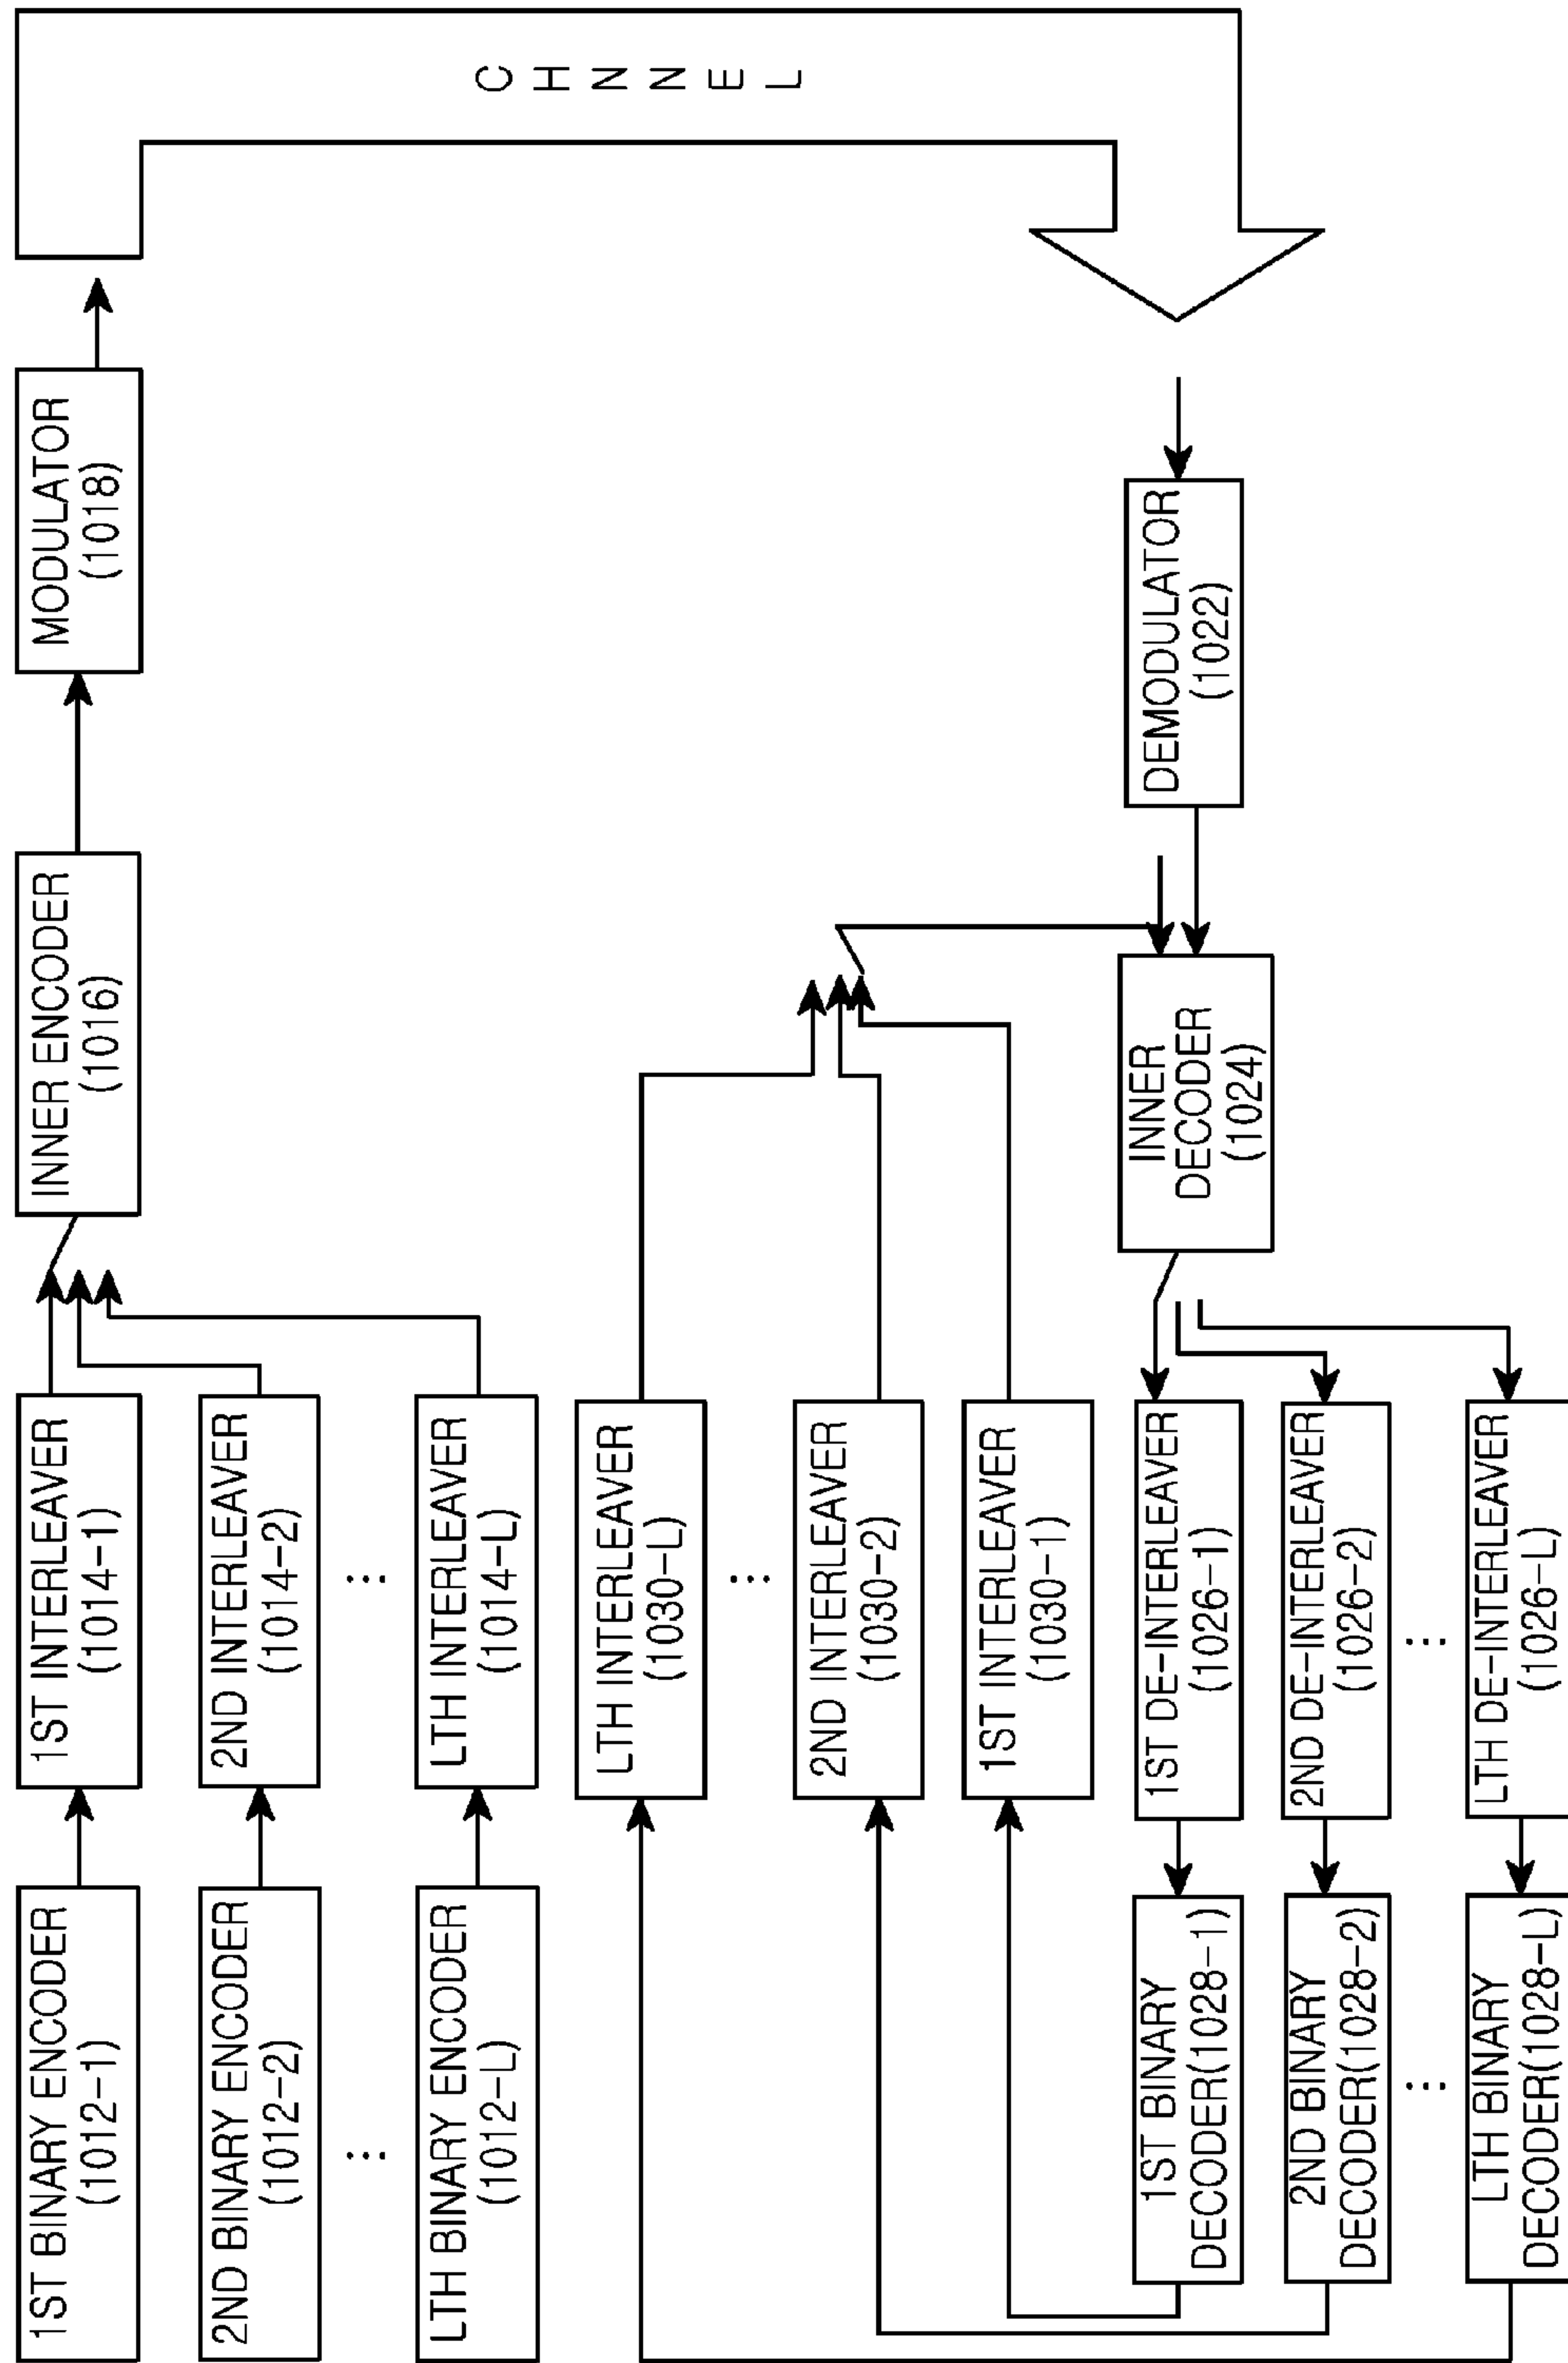 1ST BINARY ENCODER
(1012-1)
1ST INTERLEAVER
(1014-1)
INNER ENCODER
(1016)
MODULATOR
(1018)
2ND BINARY ENCODER
(1012-2)
2ND INTERLEAVER
(1014-2)
...
...
LTH BINARY ENCODER
(1012-L)
LTH INTERLEAVER
(1014-L)
CHNNEL
LTH INTERLEAVER
(1030-L)
...
2ND INTERLEAVER
(1030-2)
1ST INTERLEAVER
(1030-1)
1ST BINARY
DECODER(1028-1)
1ST DE-INTERLEAVER
(1026-1)
INNER
DECODER
(1024)
DEMODULATOR
(1022)
2ND BINARY
DECODER(1028-2)
2ND DE-INTERLEAVER
(1026-2)
...
...
LTH BINARY
DECODER(1028-L)
LTH DE-INTERLEAVER
(1026-L)